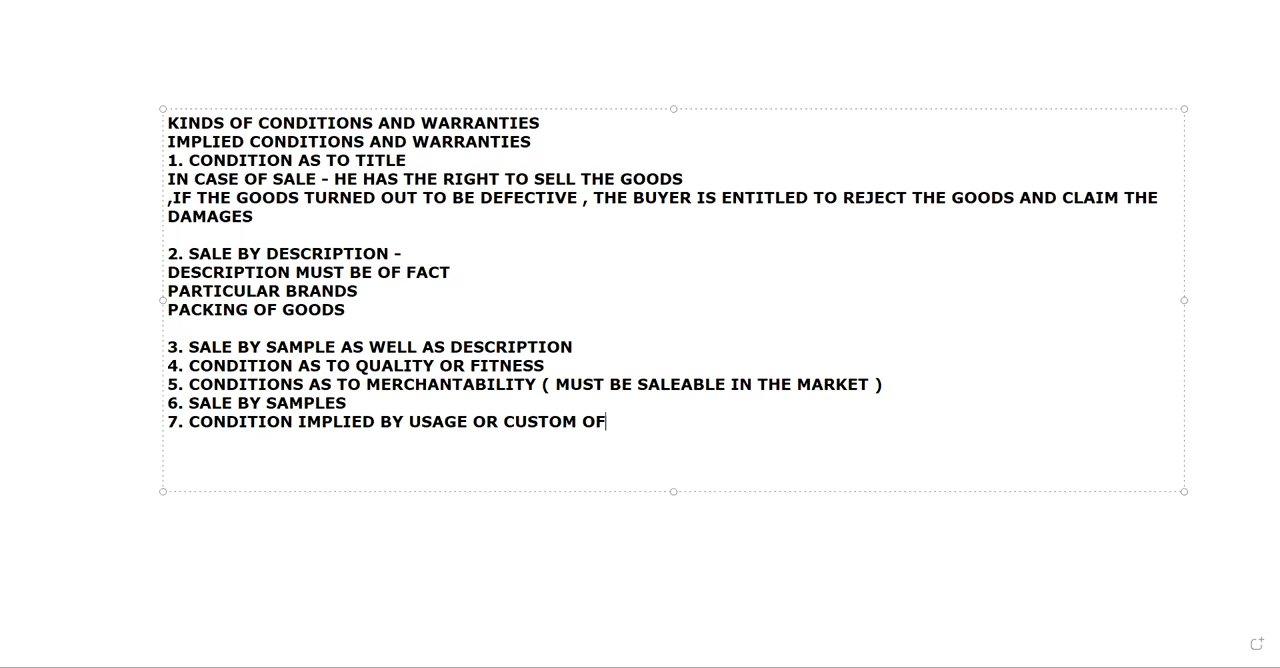 KINDS OF CONDITIONS AND WARRANTIES
IMPLIED CONDITIONS AND WARRANTIES
1. CONDITION AS TO TITLE
IN CASE OF SALE - HE HAS THE RIGHT TO SELL THE GOODS
,IF THE GOODS TURNED OUT TO BE DEFECTIVE , THE BUYER IS ENTITLED TO REJECT THE GOODS AND CLAIM THE
DAMAGES
2. SALE BY DESCRIPTION -
DESCRIPTION MUST BE OF FACT
PARTICULAR BRANDS
PACKING OF GOODS
3. SALE BY SAMPLE AS WELL AS DESCRIPTION
4. CONDITION AS TO QUALITY OR FITNESS
5. CONDITIONS AS TO MERCHANTABILITY ( MUST BE SALEABLE IN THE MARKET )
6. SALE BY SAMPLES
7. CONDITION IMPLIED BY USAGE OR CUSTOM OF